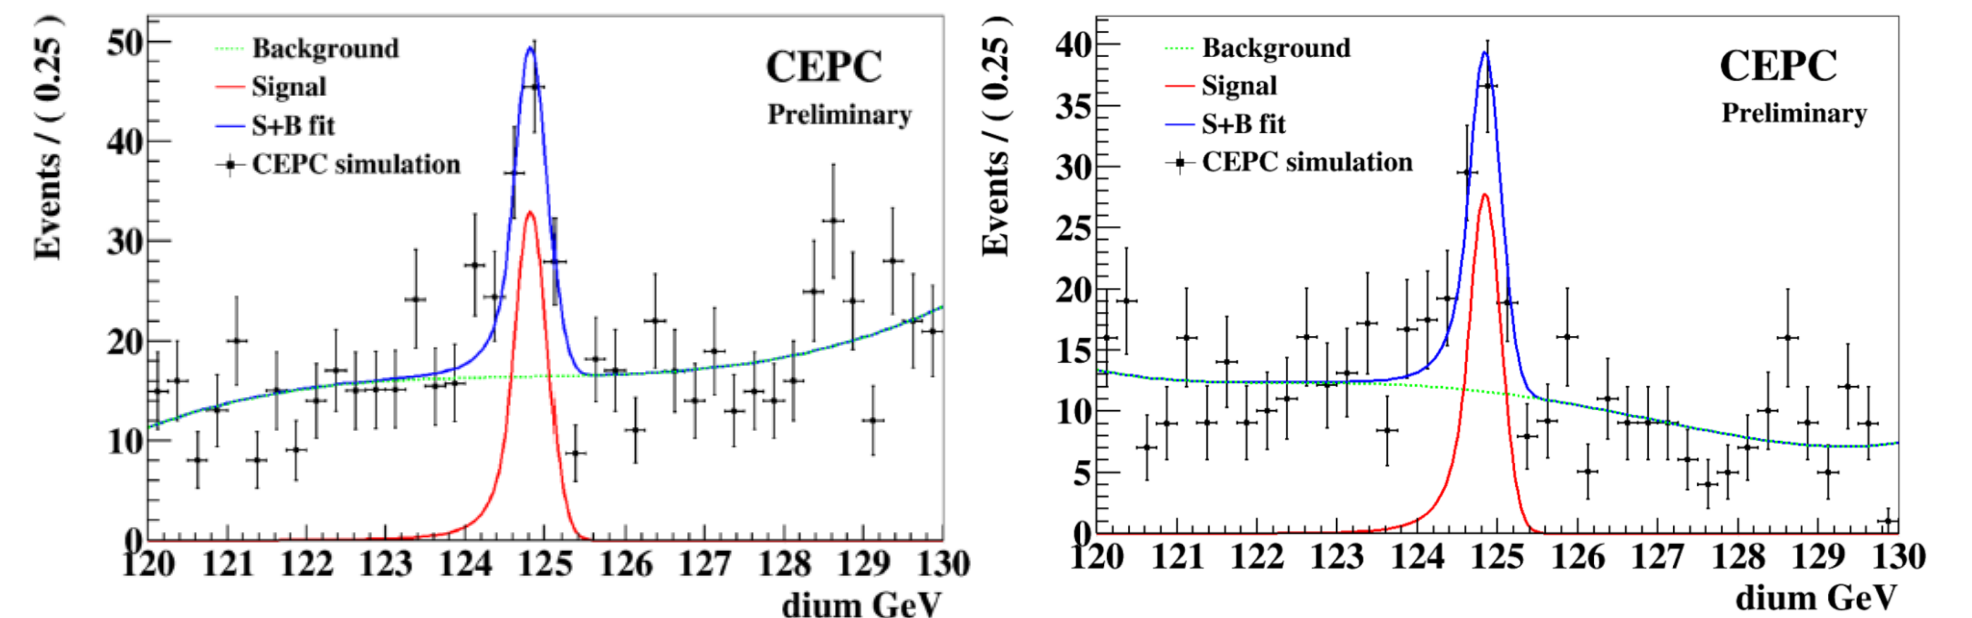 Events / ( 0.25 )
50
40
30
20
10
0
Background
Signal
S+B fit
CEPC simulation
CEPC
Preliminary
120 121 122 123 124 125 126 127 128 129 130
dium GeV
Events / ( 0.25 )
40
35
30
25
20
15
10
5
0
Background
Signal
S+B fit
CEPC simulation
CEPC
Preliminary
120 121 122 123 124 125 126 127 128 129 130
dium GeV